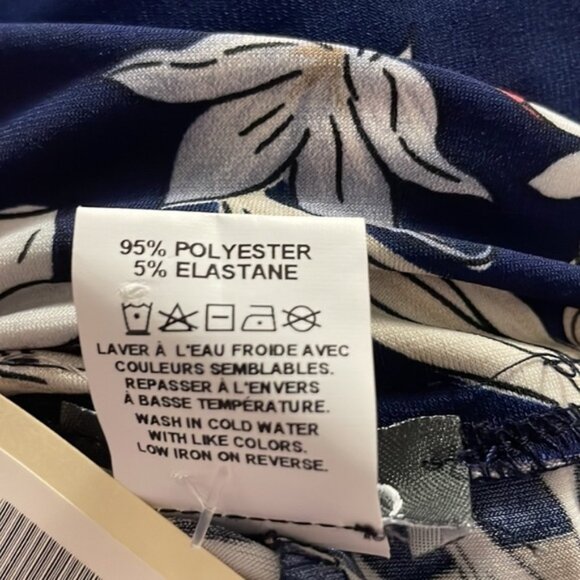 95% POLYESTER
5% ELASTANE
LAVER À L'EAU FROIDE AVEC
COULEURS SEMBLABLES.
REPASSER À L'ENVERS
À BASSE TEMPÉRATURE.
WASH IN COLD WATER
WITH LIKE COLORS.
LOW IRON ON REVERSE.